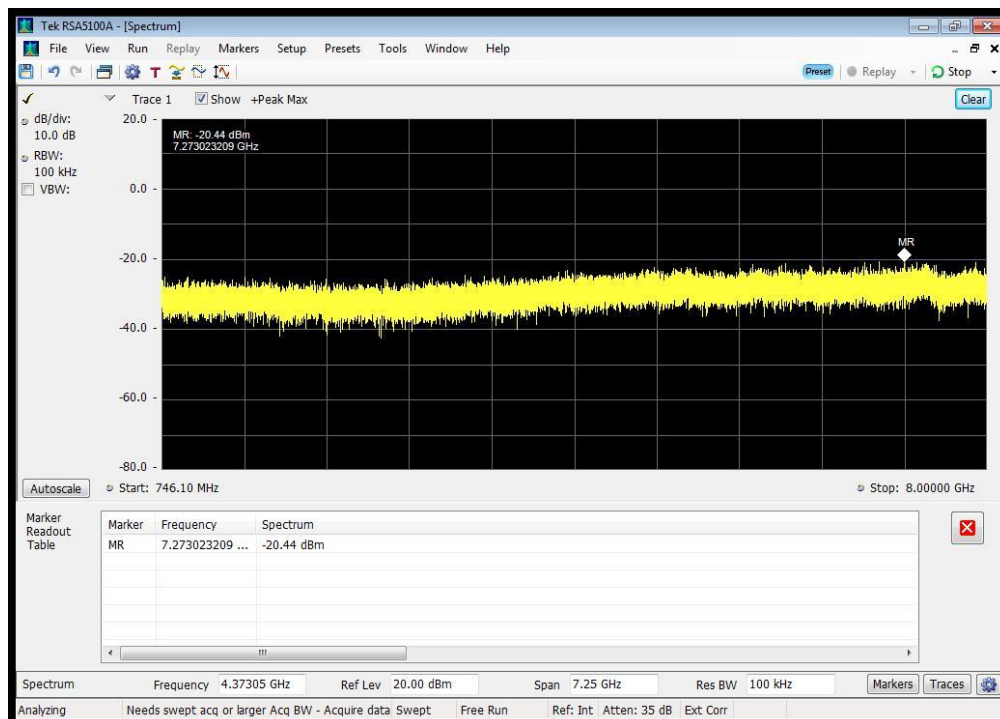 Tek RSA5100A - [Spectrum]
File View Run Replay Markers Setup Presets Tools Window Help
T Preset Replay Stop
Trace 1 Show +Peak Max Clear
dB/div:
10.0 dB
RBW:
100 kHz
VBW:
20.0
0.0
-20.0
-40.0
-60.0
-80.0
MR: -20.44 dBm
7.273023209 GHz
MR
Autoscale Start: 746.10 MHz Stop: 8.00000 GHz
Marker
Readout
Table
Marker Frequency Spectrum
MR 7.273023209 ... -20.44 dBm
Spectrum Frequency 4.37305 GHz Ref Lev 20.00 dBm Span 7.25 GHz Res BW 100 kHz Markers Traces
Analyzing Needs swept acq or larger Acq BW - Acquire data Swept Free Run Ref: Int Atten: 35 dB Ext Corr